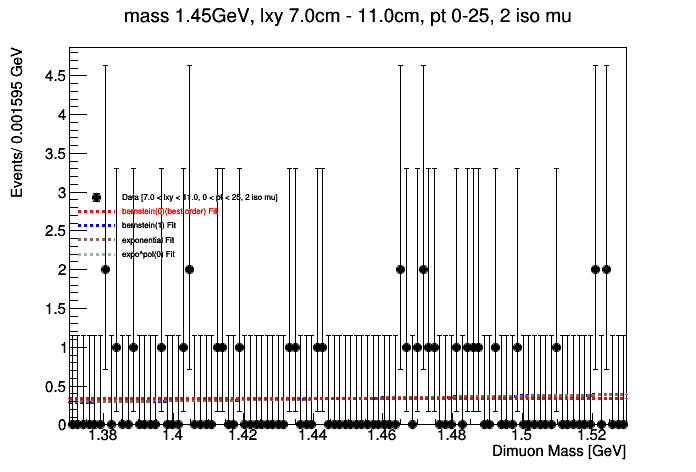 mass 1.45GeV, lxy 7.0cm - 11.0cm, pt 0-25, 2 iso mu
Events/ 0.001595 GeV
4.5
4
3.5
3
2.5
2
1.5
1
0.5
0
Data [7.0 < lxy < 11.0, 0 < pt < 25, 2 iso mu]
bernstein(0)(best order) Fit
bernstein(1) Fit
exponential Fit
expo*pol(0) Fit
1.38 1.4 1.42 1.44 1.46 1.48 1.5 1.52
Dimuon Mass [GeV]